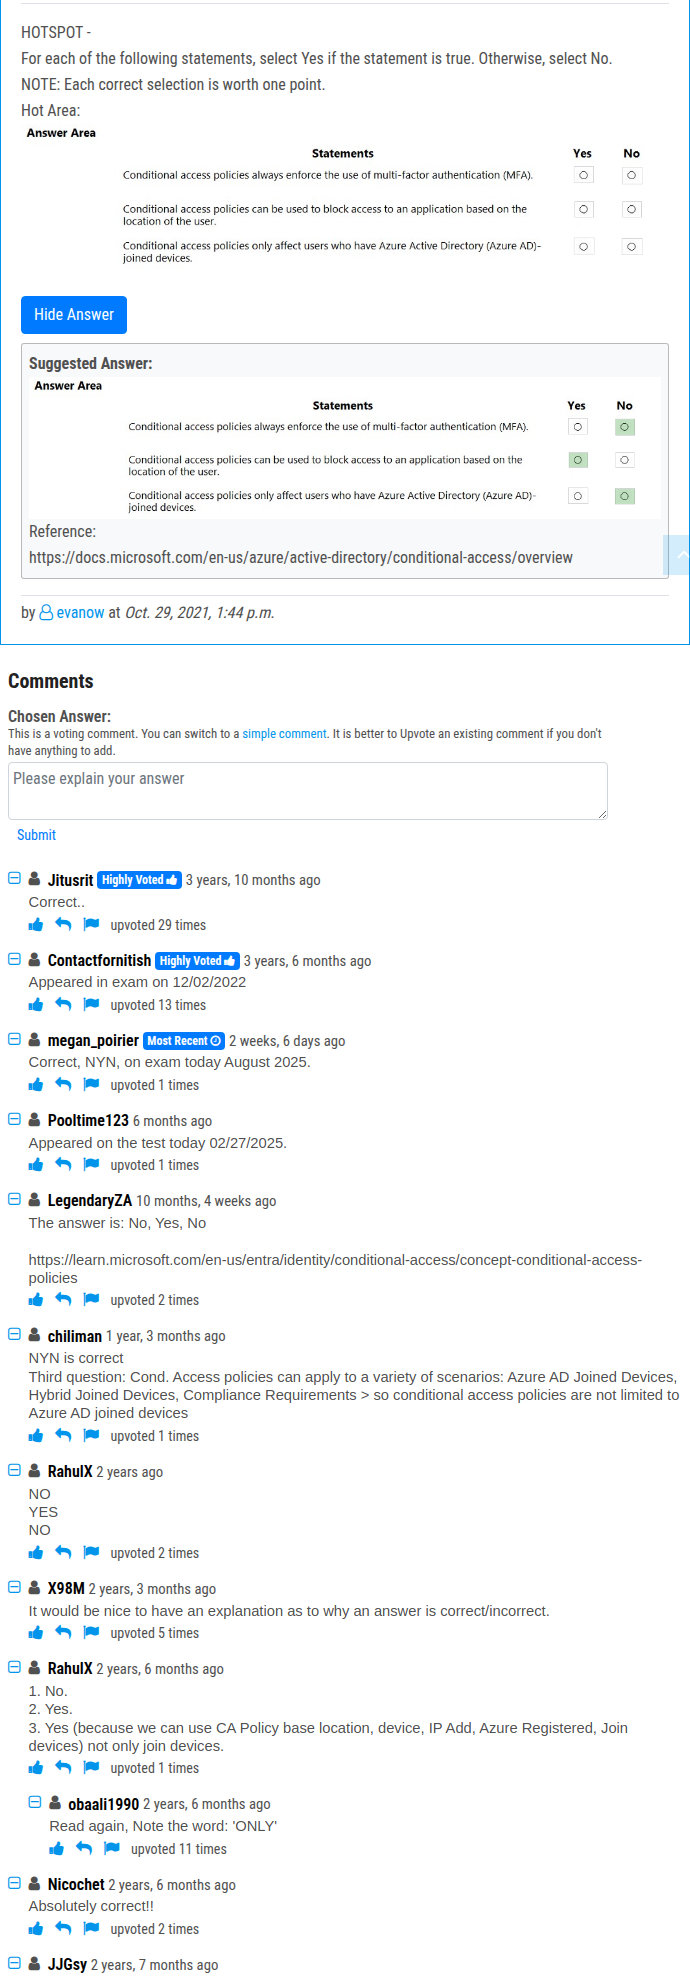 HOTSPOT -
For each of the following statements, select Yes if the statement is true. Otherwise, select No.
NOTE: Each correct selection is worth one point.
Hot Area:
Answer Area
Statements Yes No
Conditional access policies always enforce the use of multi-factor authentication (MFA).
Conditional access policies can be used to block access to an application based on the
location of the user.
Conditional access policies only affect users who have Azure Active Directory (Azure AD)-
joined devices.
Hide Answer
Suggested Answer:
Answer Area
Statements Yes No
Conditional access policies always enforce the use of multi-factor authentication (MFA).
Conditional access policies can be used to block access to an application based on the
location of the user.
Conditional access policies only affect users who have Azure Active Directory (Azure AD)-
joined devices.
Reference:
https://docs.microsoft.com/en-us/azure/active-directory/conditional-access/overview
by evanow at Oct. 29, 2021, 1:44 p.m.
Comments
Chosen Answer:
This is a voting comment. You can switch to a simple comment. It is better to Upvote an existing comment if you don't
have anything to add.
Please explain your answer
Submit
Jitusrit Highly Voted 3 years, 10 months ago
Correct..
upvoted 29 times
Contactfornitish Highly Voted 3 years, 6 months ago
Appeared in exam on 12/02/2022
upvoted 13 times
megan_poirier Most Recent 2 weeks, 6 days ago
Correct, NYN, on exam today August 2025.
upvoted 1 times
Pooltime123 6 months ago
Appeared on the test today 02/27/2025.
upvoted 1 times
LegendaryZA 10 months, 4 weeks ago
The answer is: No, Yes, No
https://learn.microsoft.com/en-us/entra/identity/conditional-access/concept-conditional-access-
policies
upvoted 2 times
chiliman 1 year, 3 months ago
NYN is correct
Third question: Cond. Access policies can apply to a variety of scenarios: Azure AD Joined Devices,
Hybrid Joined Devices, Compliance Requirements > so conditional access policies are not limited to
Azure AD joined devices
upvoted 1 times
RahulX 2 years ago
NO
YES
NO
upvoted 2 times
X98M 2 years, 3 months ago
It would be nice to have an explanation as to why an answer is correct/incorrect.
upvoted 5 times
RahulX 2 years, 6 months ago
1. No.
2. Yes.
3. Yes (because we can use CA Policy base location, device, IP Add, Azure Registered, Join
devices) not only join devices.
upvoted 1 times
obaali1990 2 years, 6 months ago
Read again, Note the word: 'ONLY'
upvoted 11 times
Nicochet 2 years, 6 months ago
Absolutely correct!!
upvoted 2 times
JJGsy 2 years, 7 months ago